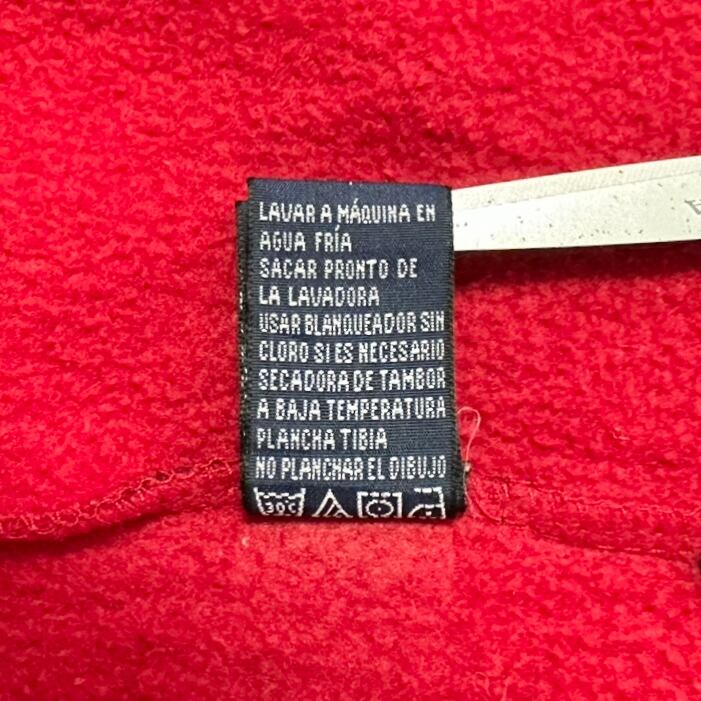 LAVAR A MÁQUINA EN
AGUA FRÍA
SACAR PRONTO DE
LA LAVADORA
USAR BLANQUEADOR SIN
CLORO SI ES NECESARIO
SECADORA DE TAMBOR
A BAJA TEMPERATURA
PLANCHA TIBIA
NO PLANCHAR EL DIBUJO
30°C